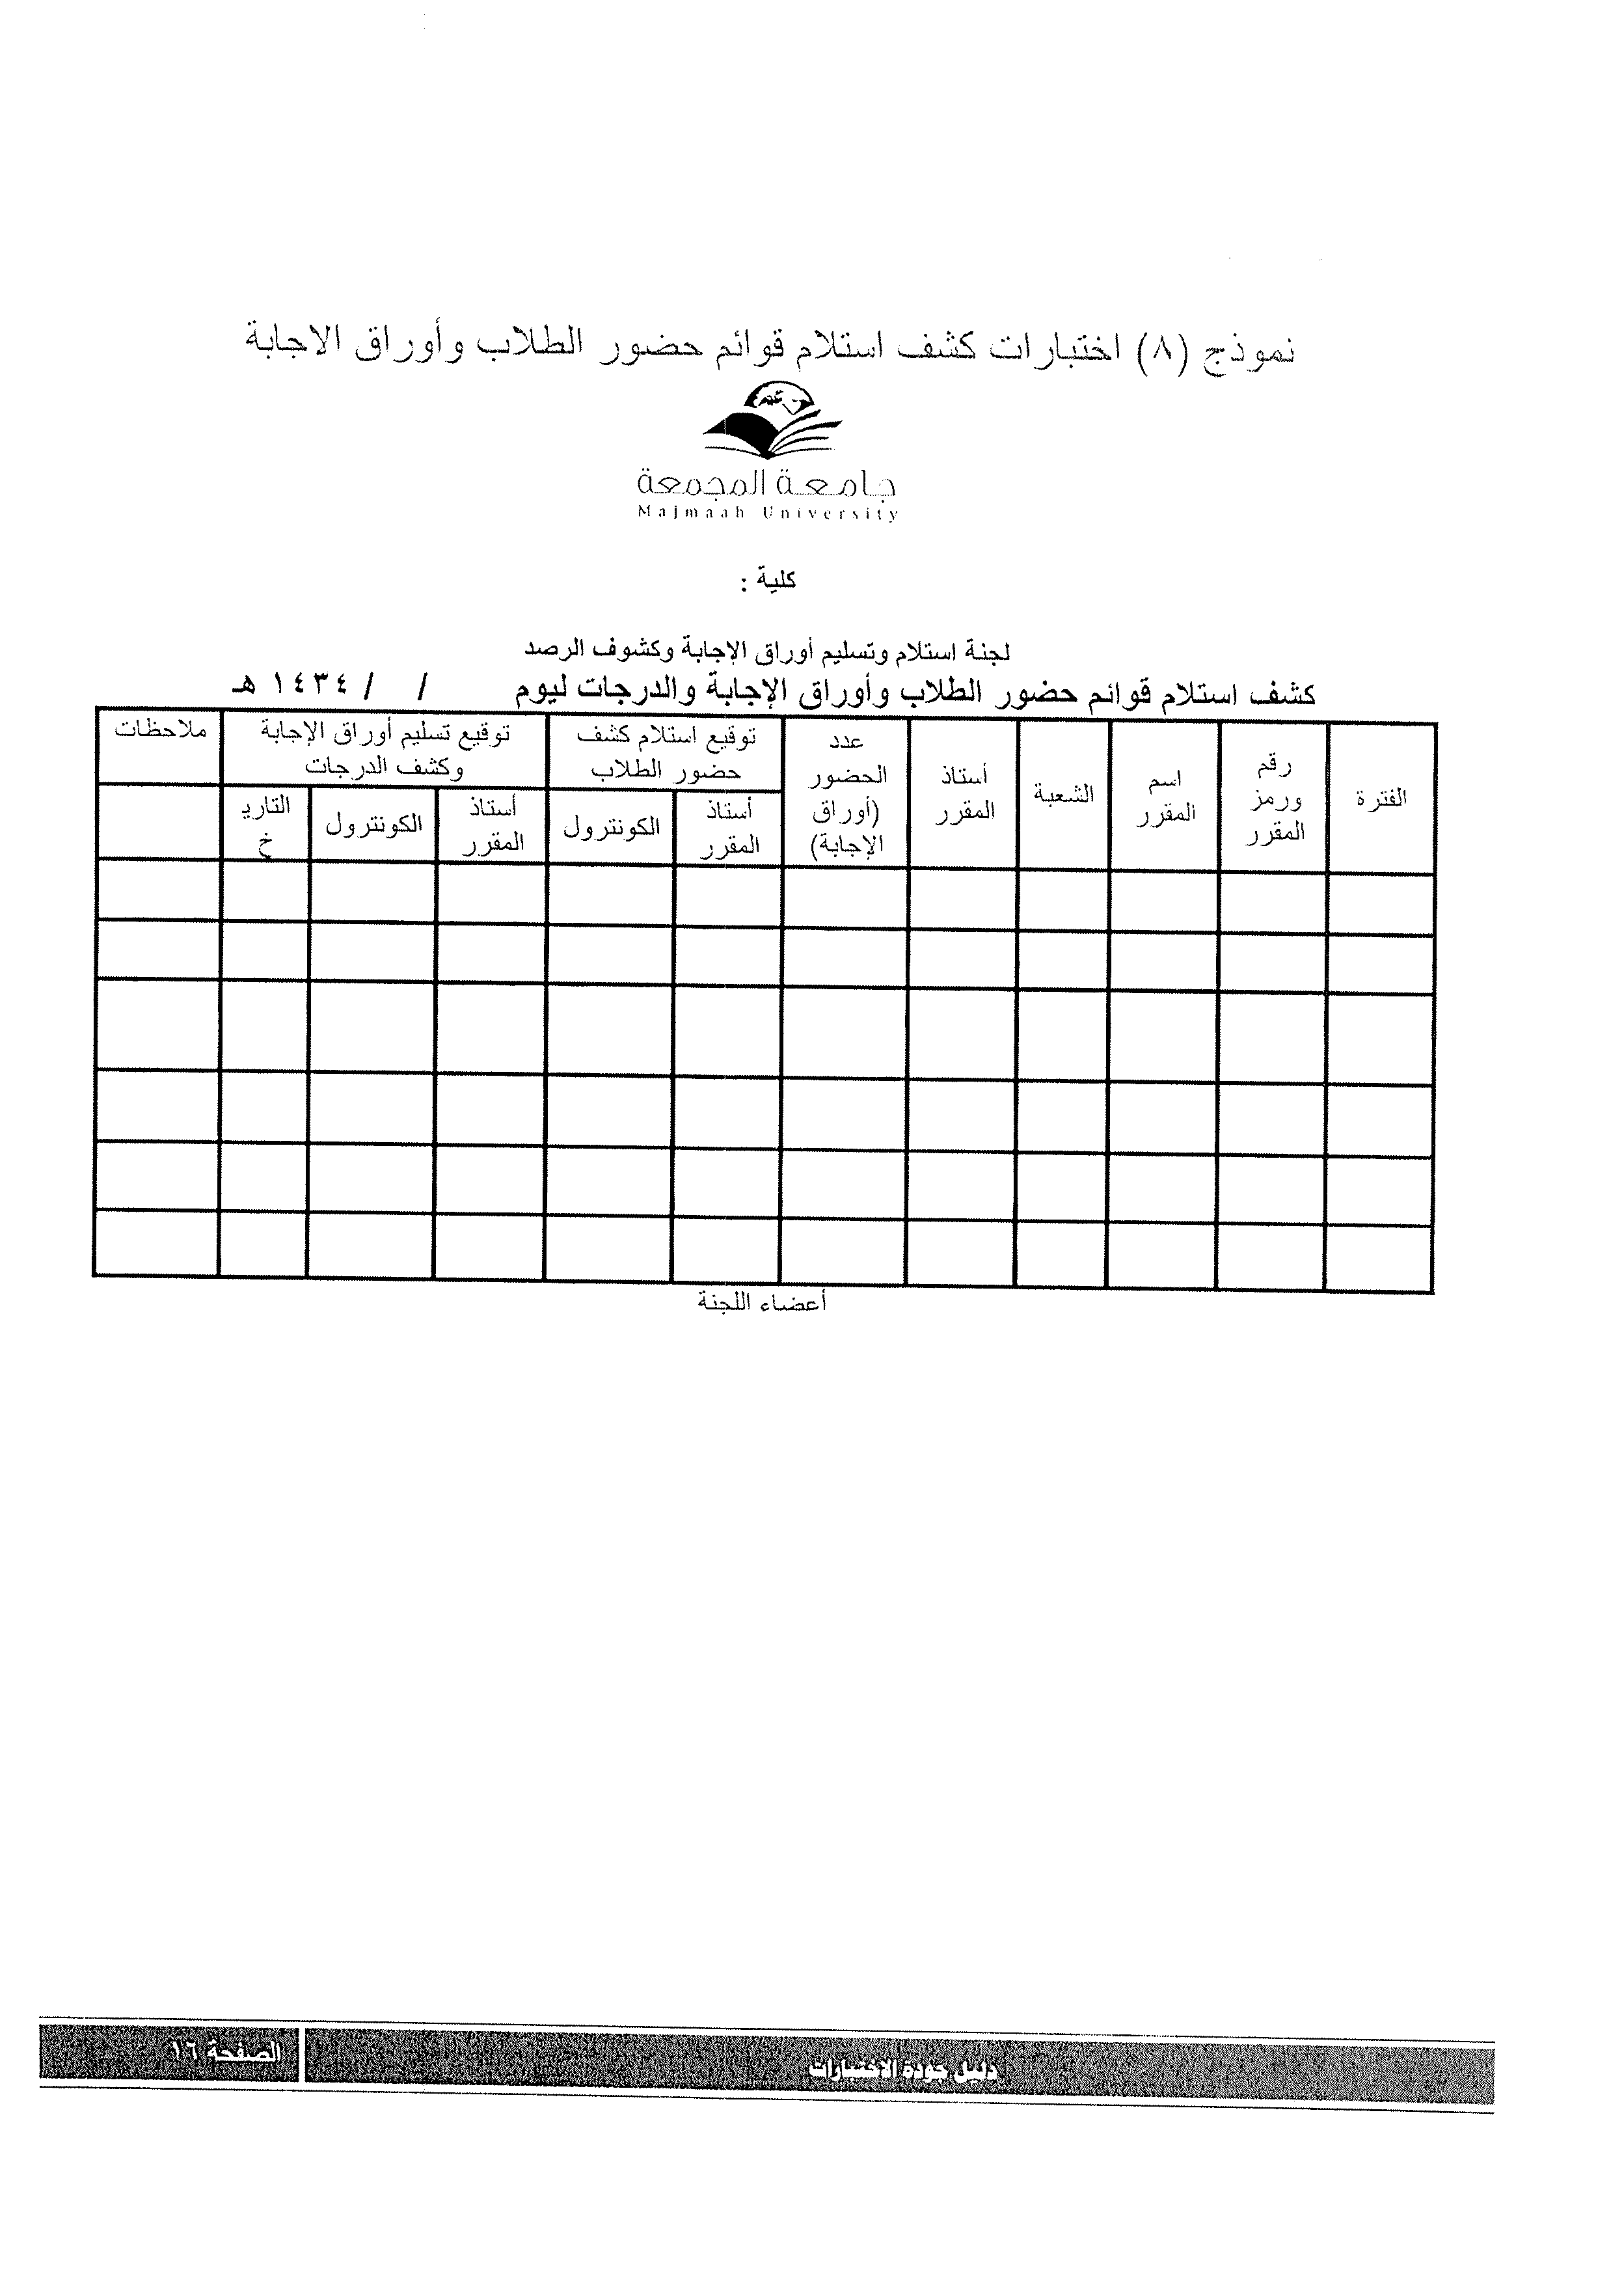 نموذج (٨) اختبارات كشف استلام قوائم حضور الطلاب وأوراق الاجابة
جامعة المجمعة
Majmaah University
كلية :
لجنة استلام وتسليم أوراق الإجابة وكشوف الرصد
كشف استلام قوائم حضور الطلاب وأوراق الإجابة والدرجات ليوم / / ١٤٣٤ هـ
الفترة
رقم
ورمز
المقرر
اسم
المقرر
الشعبة
أستاذ
المقرر
عدد
الحضور
(أوراق
الإجابة)
توقيع استلام كشف
حضور الطلاب
أستاذ
المقرر
الكونترول
توقيع تسليم أوراق الإجابة
وكشف الدرجات
أستاذ
المقرر
الكونترول
التاري
خ
ملاحظات
أعضاء اللجنة
دليل جودة الاختبارات
الصفحة ١٦